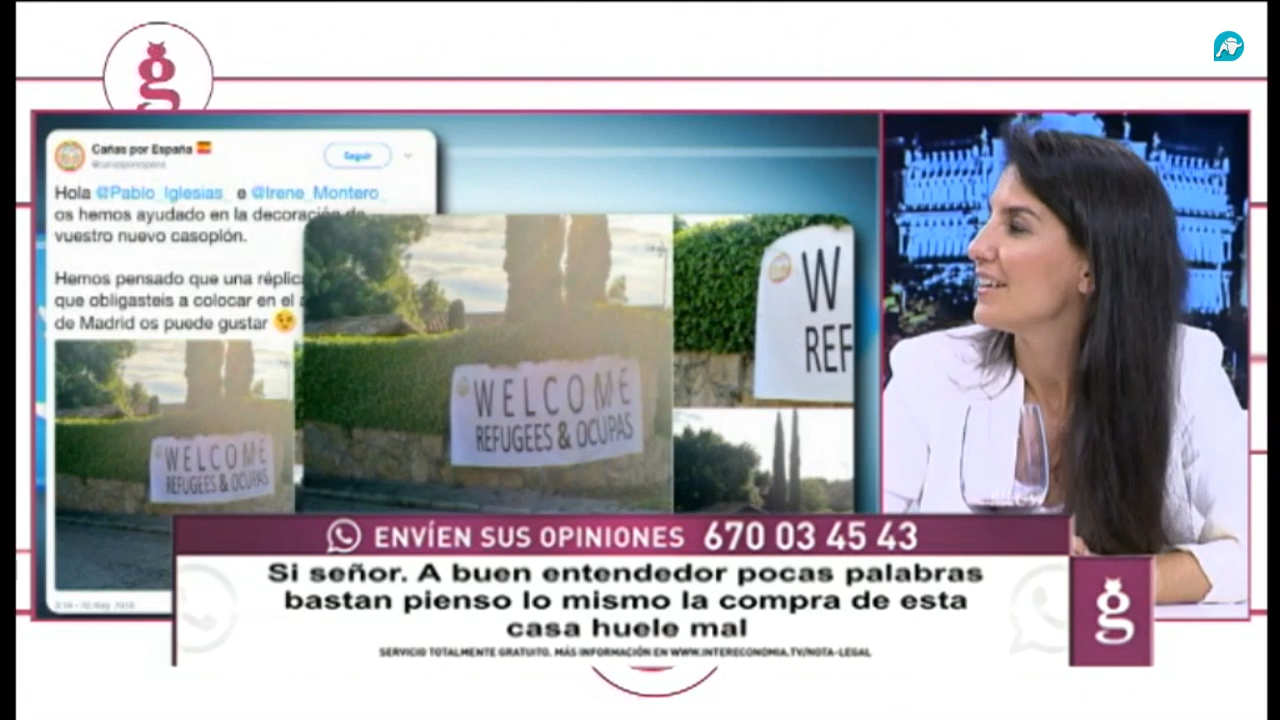 g
Cañas por España
Seguir
@canasporespana
Hola @Pablo_Iglesias_ e @Irene_Montero_
os hemos ayudado en la decoración de
vuestro nuevo casoplón.
Hemos pensado que una réplic
que obligasteis a colocar en el a
de Madrid os puede gustar
WELCOME
REFUGEES & OCUPAS
WELCOME
REFUGEES & OCUPAS
W
REF
ENVÍEN SUS OPINIONES 670 03 45 43
Si señor. A buen entendedor pocas palabras
bastan pienso lo mismo la compra de esta
casa huele mal
SERVICIO TOTALMENTE GRATUITO. MÁS INFORMACIÓN EN WWW.INTERECONOMIA.TV/NOTA-LEGAL
g